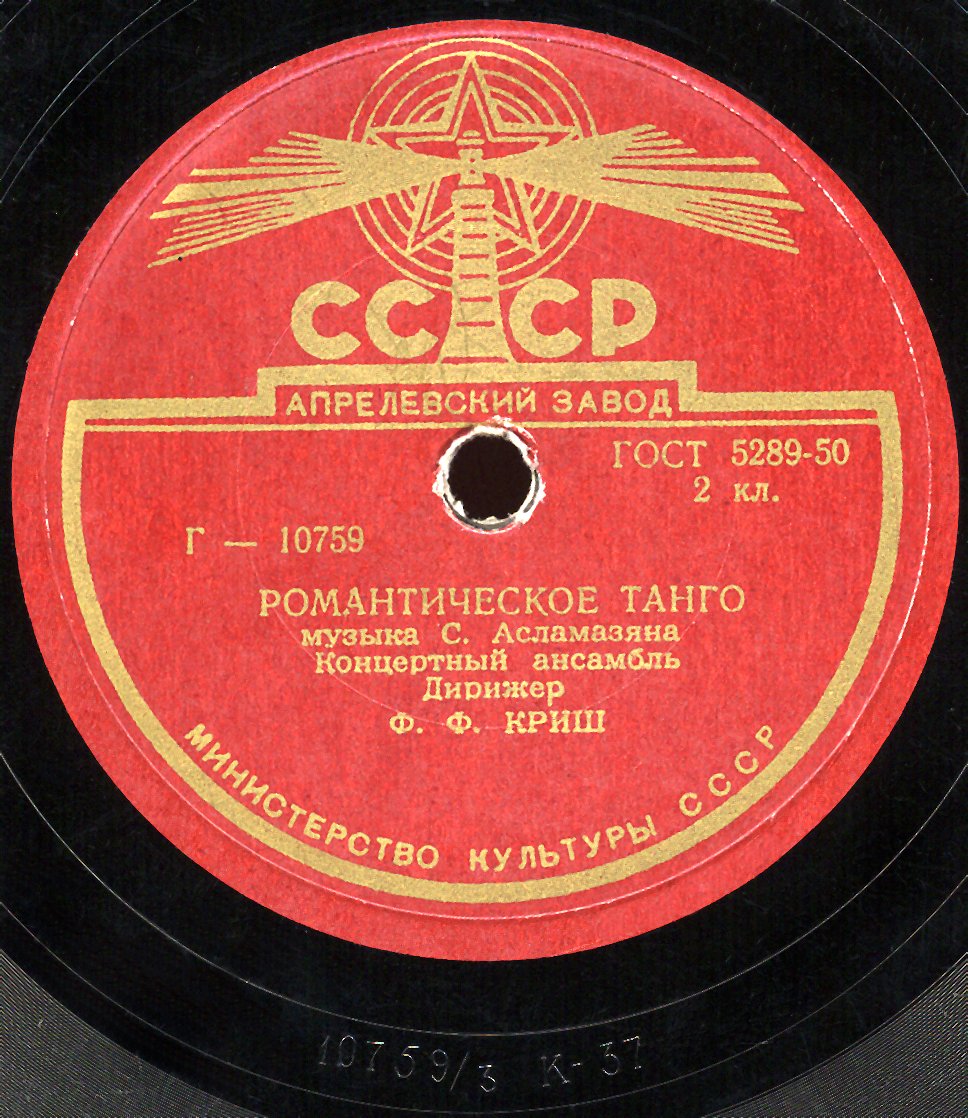 СССР
АПРЕЛЕВСКИЙ ЗАВОД
ГОСТ 5289-50
2 кл.
Г — 10759
РОМАНТИЧЕСКОЕ ТАНГО
музыка С. Асламазяна
Концертный ансамбль
Дирижер
Ф. Ф. КРИШ
МИНИСТЕРСТВО КУЛЬТУРЫ СССР
10759/3 К-37